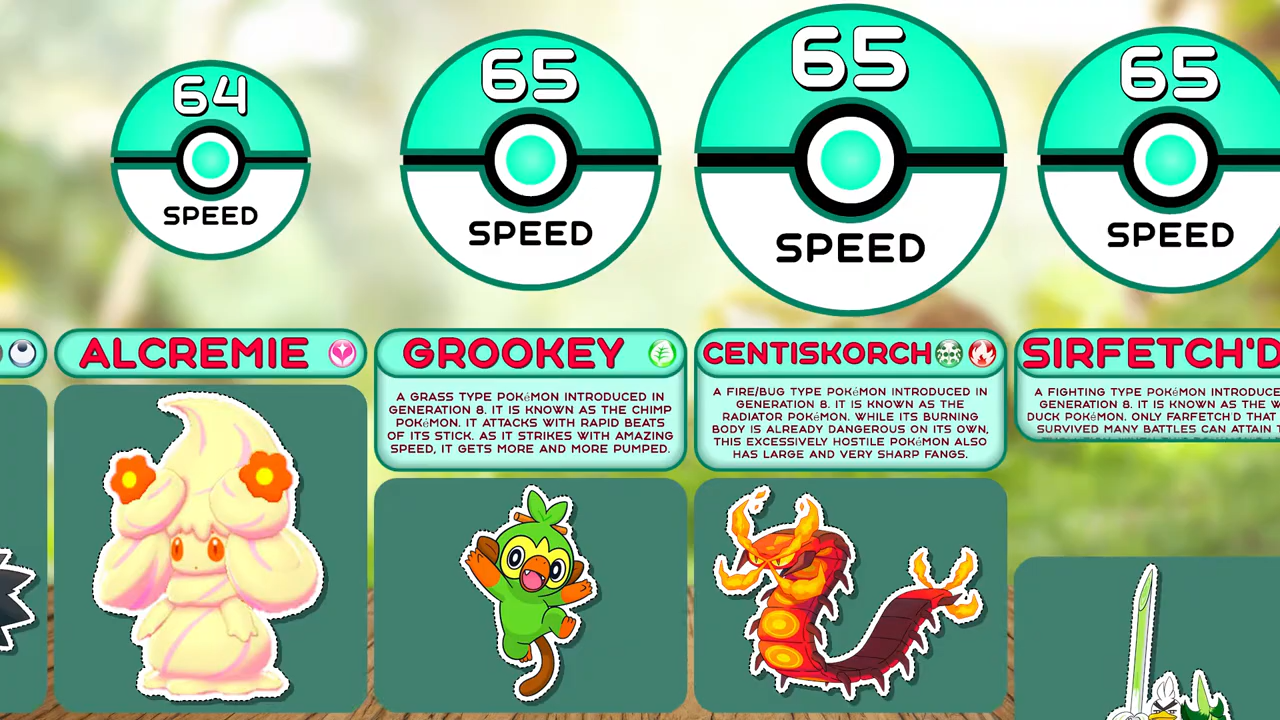 64
SPEED
65
SPEED
65
SPEED
65
SPEED
ALCREMIE
GROOKEY
A GRASS TYPE POKéMON INTRODUCED IN
GENERATION 8. IT IS KNOWN AS THE CHIMP
POKéMON. IT ATTACKS WITH RAPID BEATS
OF ITS STICK. AS IT STRIKES WITH AMAZING
SPEED, IT GETS MORE AND MORE PUMPED.
CENTISKORCH
A FIRE/BUG TYPE POKéMON INTRODUCED IN
GENERATION 8. IT IS KNOWN AS THE
RADIATOR POKéMON. WHILE ITS BURNING
BODY IS ALREADY DANGEROUS ON ITS OWN,
THIS EXCESSIVELY HOSTILE POKéMON ALSO
HAS LARGE AND VERY SHARP FANGS.
SIRFETCH'D
A FIGHTING TYPE POKéMON INTRODUCE
GENERATION 8. IT IS KNOWN AS THE W
DUCK POKéMON. ONLY FARFETCH'D THAT
SURVIVED MANY BATTLES CAN ATTAIN T